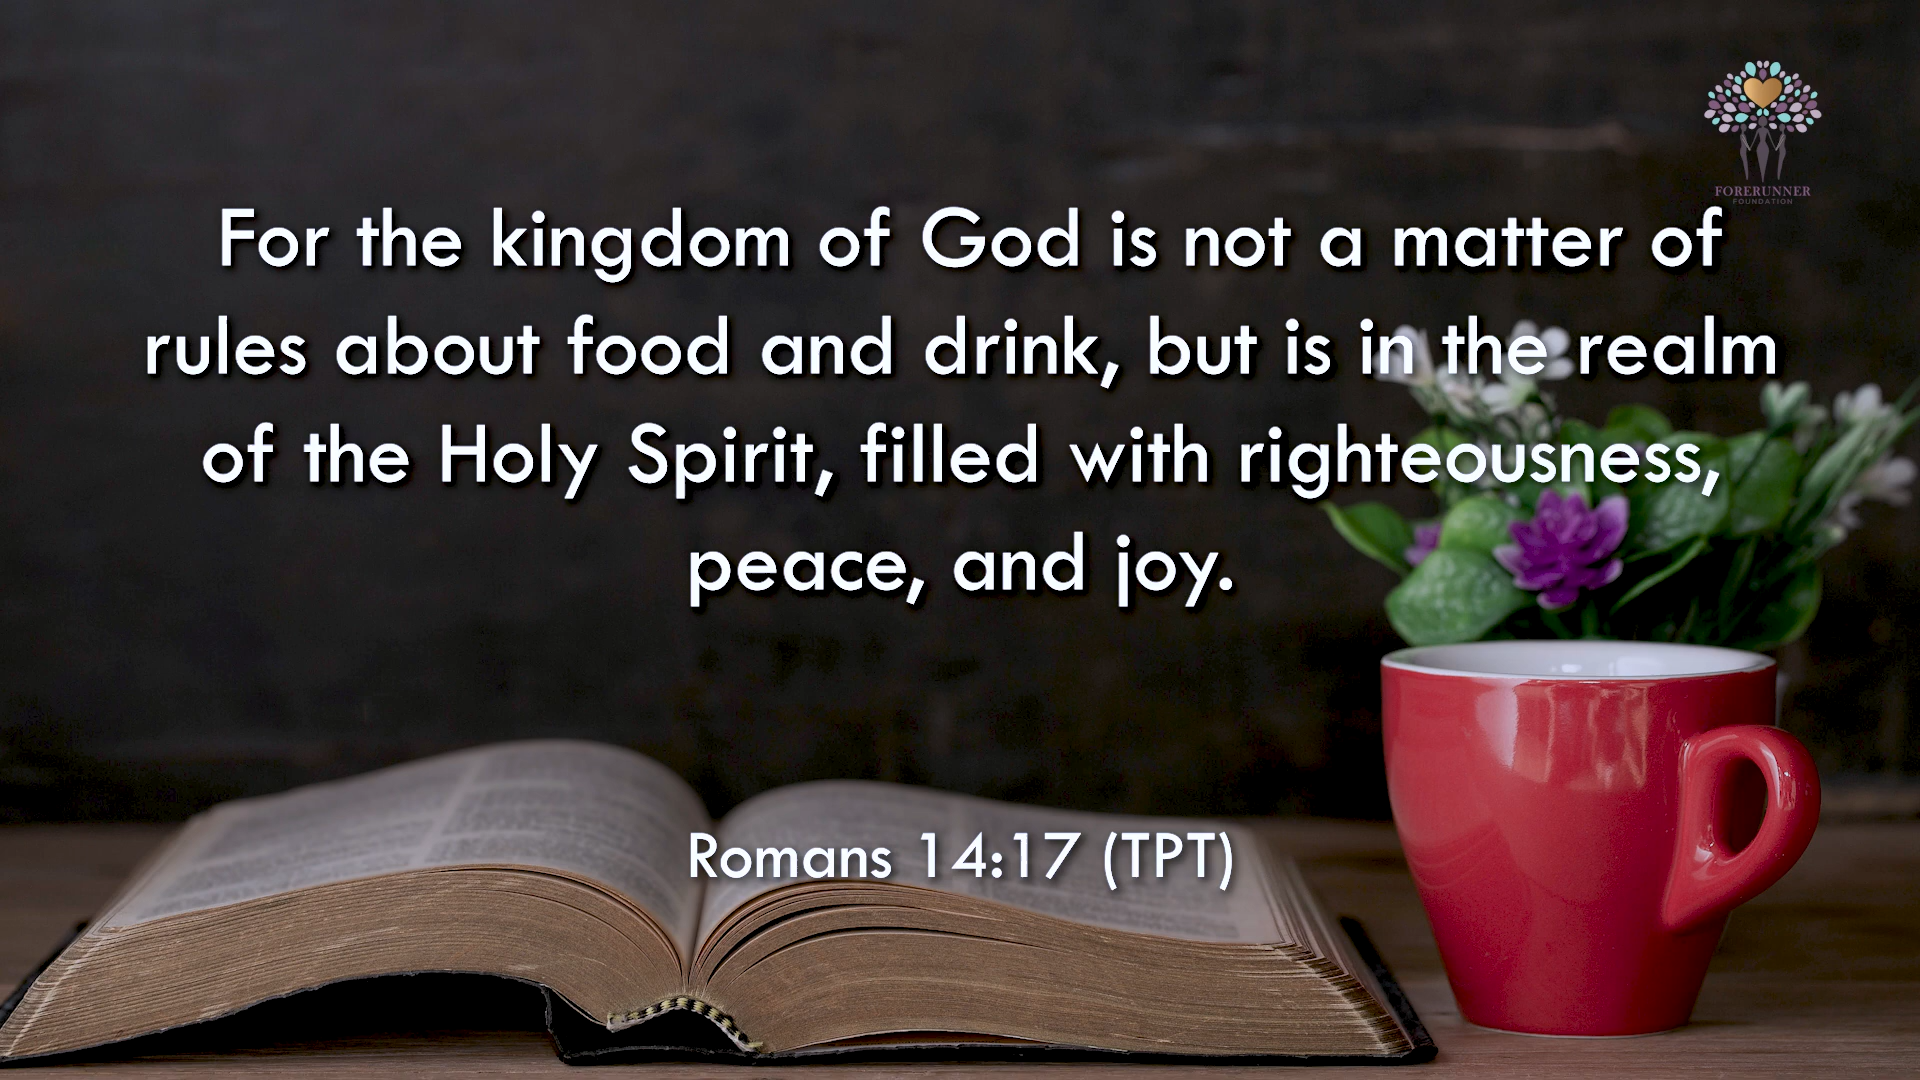 FORERUNNER
FOUNDATION
For the kingdom of God is not a matter of
rules about food and drink, but is in the realm
of the Holy Spirit, filled with righteousness,
peace, and joy.
Romans 14:17 (TPT)